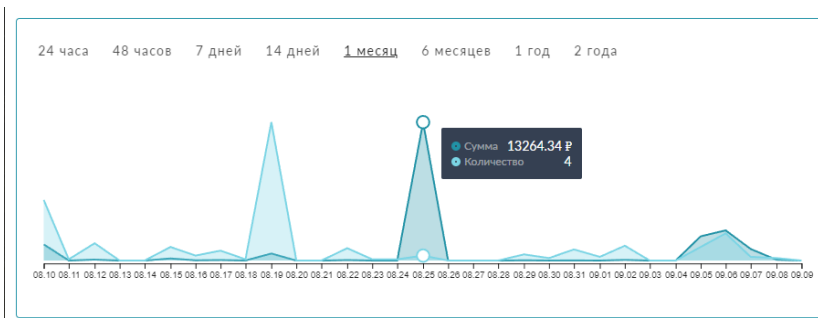 24 часа 48 часов 7 дней 14 дней 1 месяц 6 месяцев 1 год 2 года
Сумма 13264.34 ₽
Количество 4
08.10 08.11 08.12 08.13 08.14 08.15 08.16 08.17 08.18 08.19 08.20 08.21 08.22 08.23 08.24 08.25 08.26 08.27 08.28 08.29 08.30 08.31 09.01 09.02 09.03 09.04 09.05 09.06 09.07 09.08 09.09